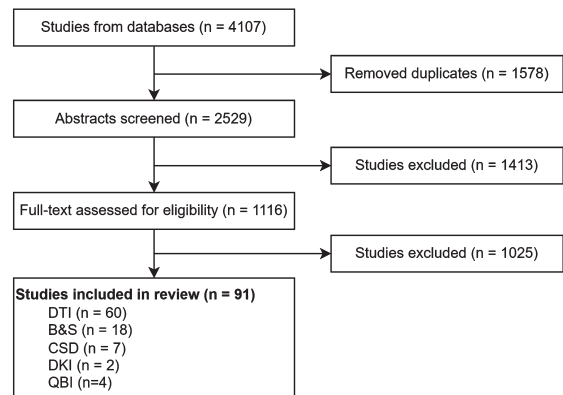 Studies from databases (n = 4107)
Removed duplicates (n = 1578)
Abstracts screened (n = 2529)
Studies excluded (n = 1413)
Full-text assessed for eligibility (n = 1116)
Studies excluded (n = 1025)
Studies included in review (n = 91)
DTI (n = 60)
B&S (n = 18)
CSD (n = 7)
DKI (n = 2)
QBI (n=4)